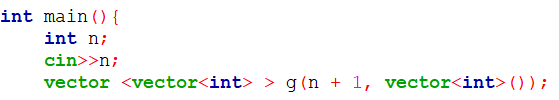 int main(){
    int n;
    cin>>n;
    vector <vector<int> > g(n + 1, vector<int>());